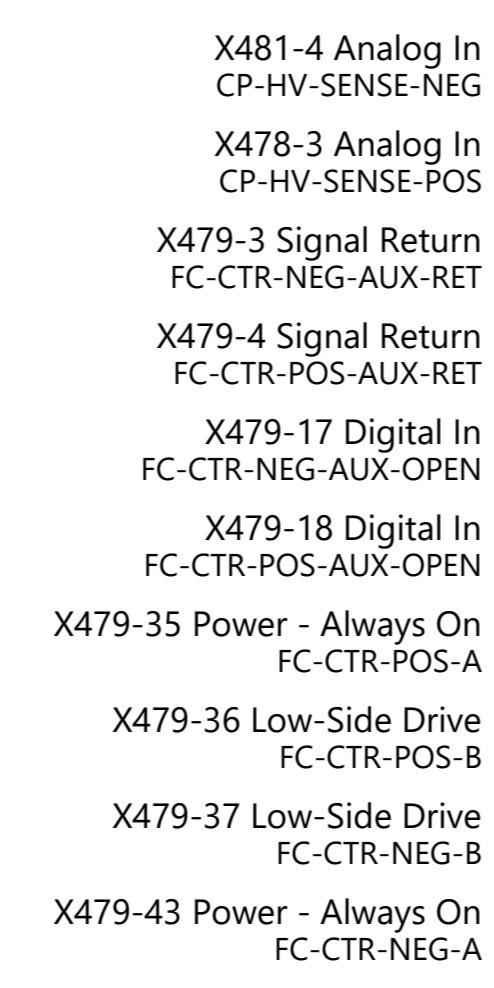 X481-4 Analog In
CP-HV-SENSE-NEG
X478-3 Analog In
CP-HV-SENSE-POS
X479-3 Signal Return
FC-CTR-NEG-AUX-RET
X479-4 Signal Return
FC-CTR-POS-AUX-RET
X479-17 Digital In
FC-CTR-NEG-AUX-OPEN
X479-18 Digital In
FC-CTR-POS-AUX-OPEN
X479-35 Power - Always On
FC-CTR-POS-A
X479-36 Low-Side Drive
FC-CTR-POS-B
X479-37 Low-Side Drive
FC-CTR-NEG-B
X479-43 Power - Always On
FC-CTR-NEG-A